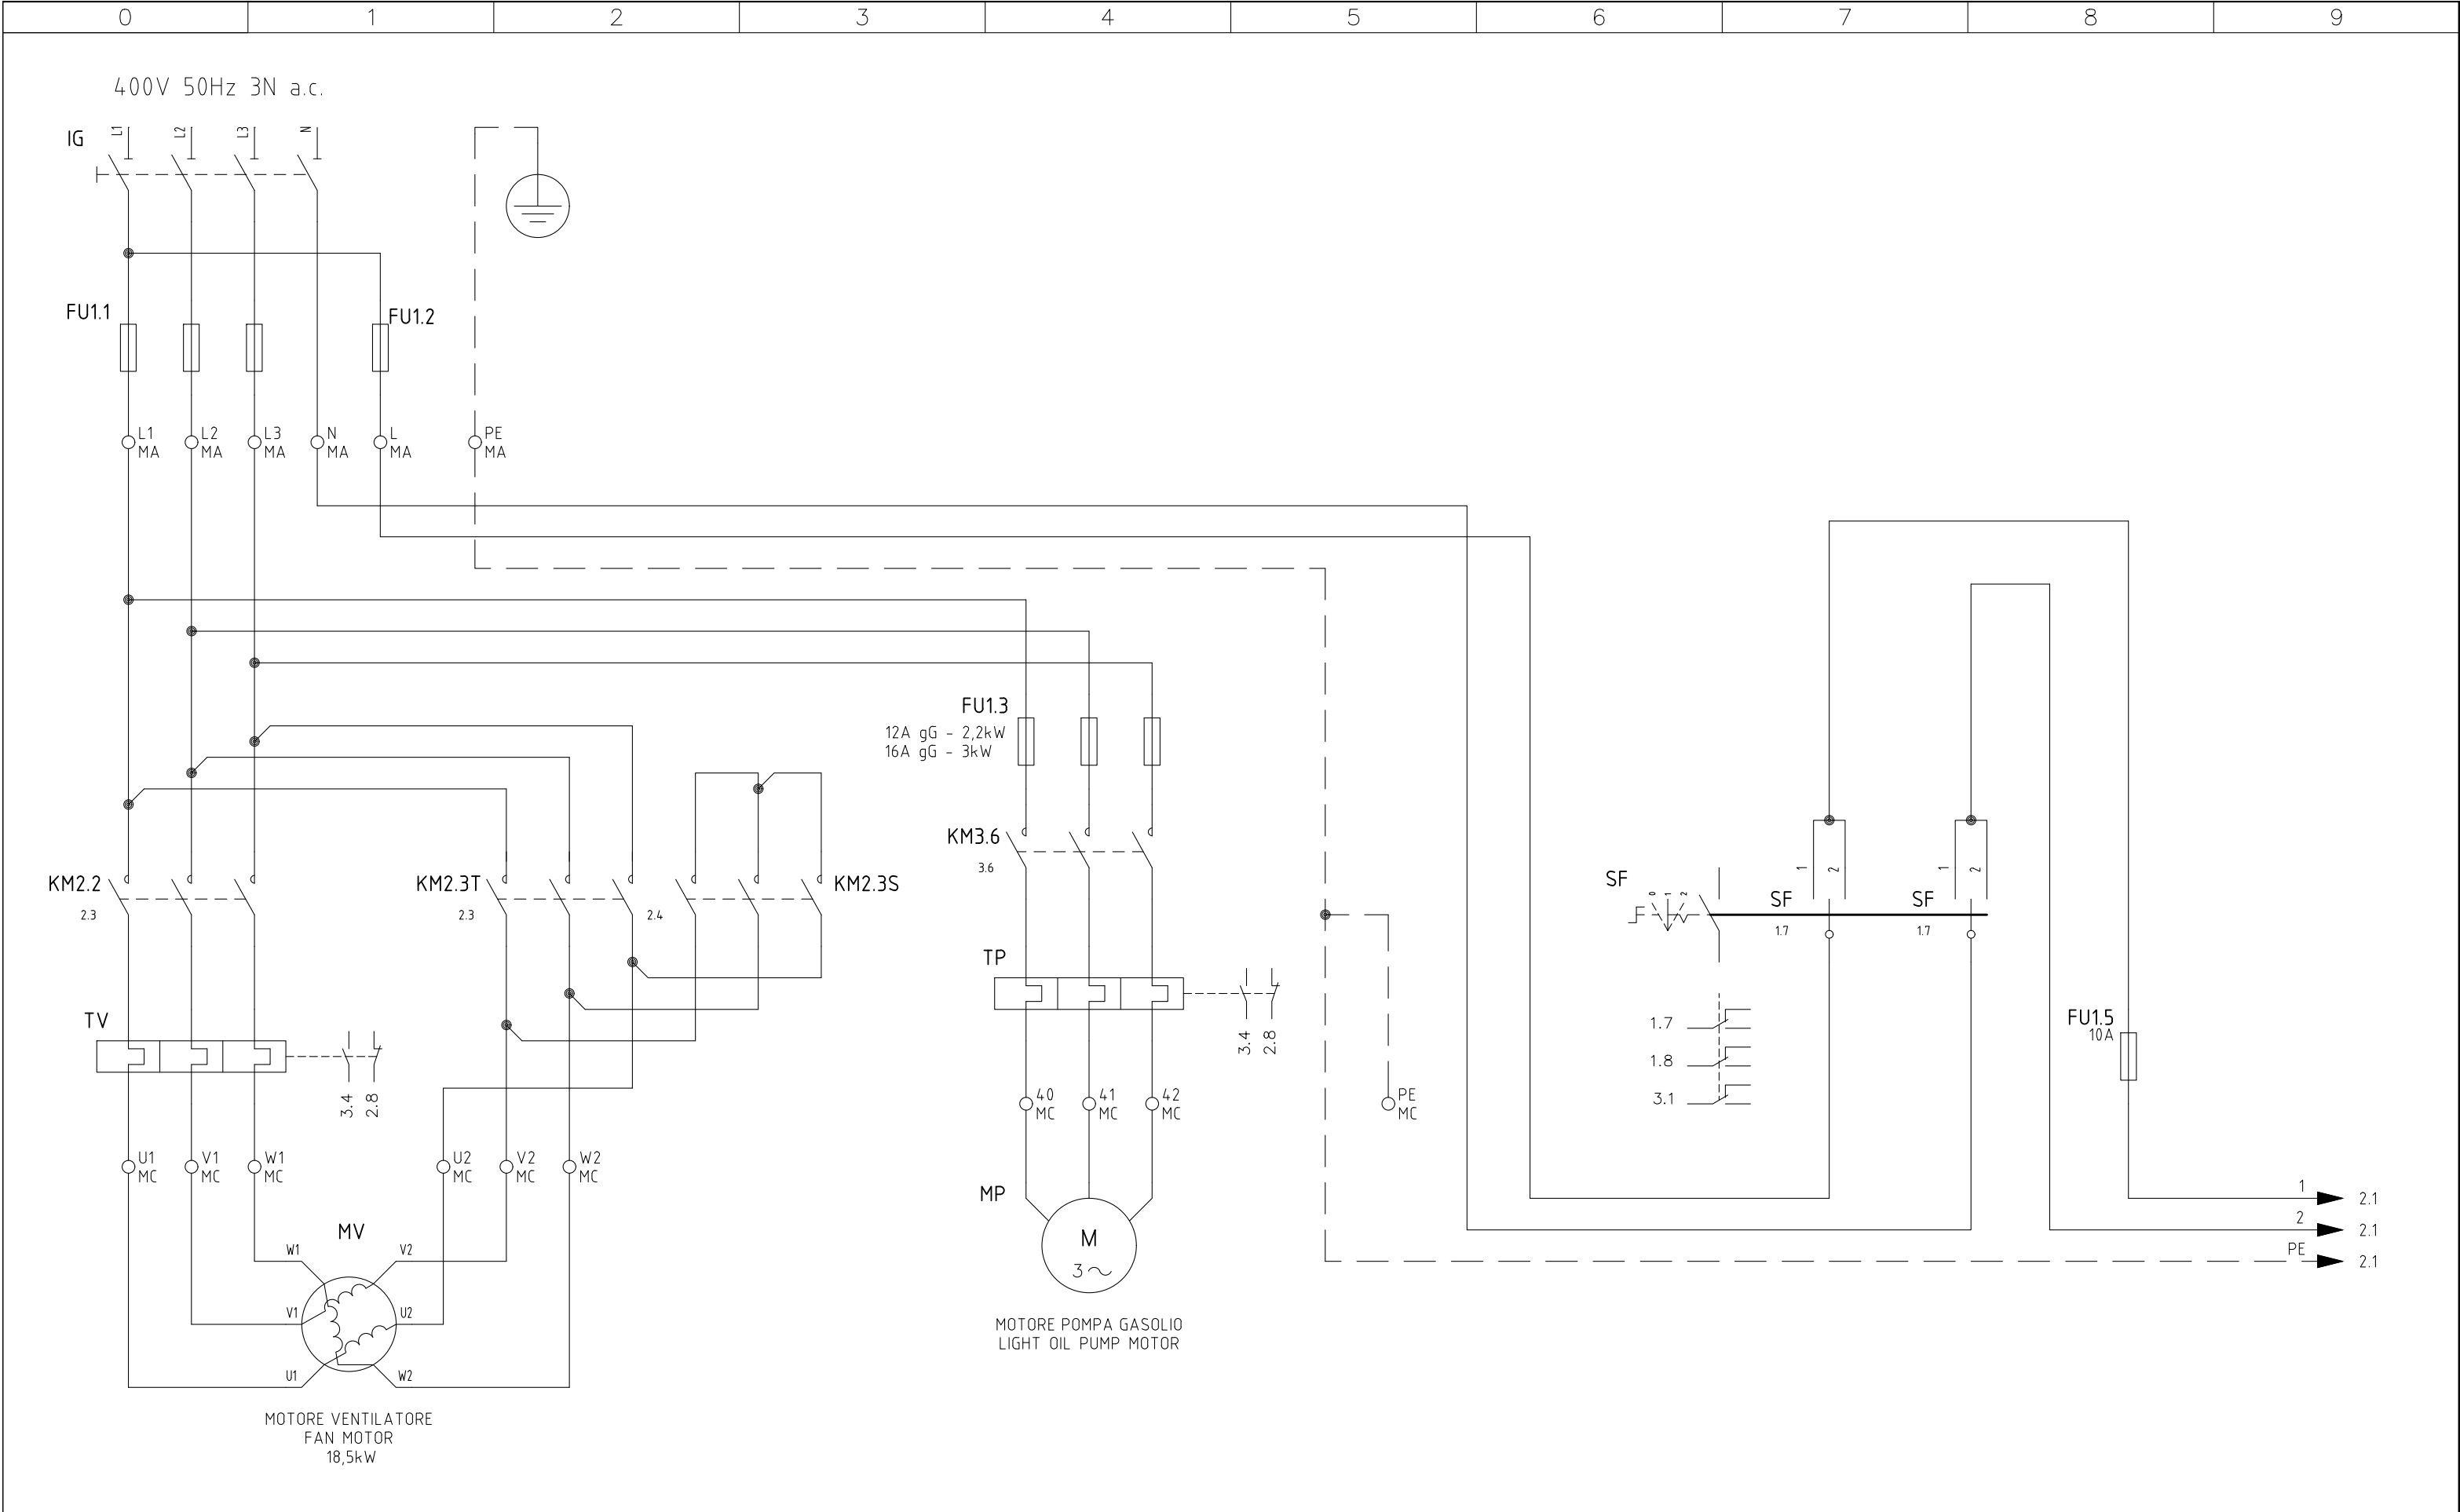 0 1 2 3 4 5 6 7 8 9
400V 50Hz 3N a.c.
IG
L1 L2 L3 N
FU1.1
FU1.2
L1 L2 L3 N L PE
MA MA MA MA MA MA
FU1.3
12A gG - 2,2kW
16A gG - 3kW
KM3.6
3.6
KM2.2
2.3
KM2.3T
2.3
2.4
KM2.3S
SF
0 1 2
1 2
SF
1.7
1 2
SF
1.7
TP
3.4 2.8
TV
3.4 2.8
1.7
1.8
3.1
FU1.5
10A
40 41 42 PE
MC MC MC MC
U1 V1 W1 U2 V2 W2
MC MC MC MC MC MC
MP
M
3
1 2.1
2 2.1
PE 2.1
MV
W1 V2
V1 U2
U1 W2
MOTORE POMPA GASOLIO
LIGHT OIL PUMP MOTOR
MOTORE VENTILATORE
FAN MOTOR
18,5kW